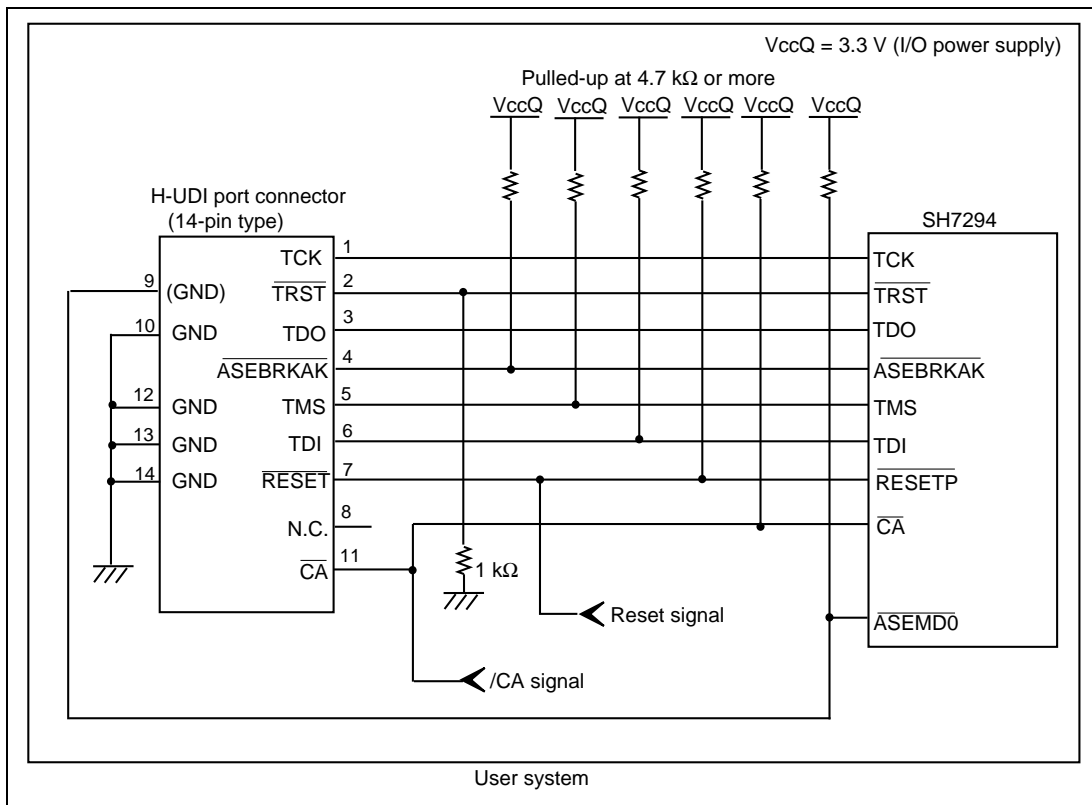 VccQ = 3.3 V (I/O power supply)
Pulled-up at 4.7 kΩ or more
VccQ VccQ VccQ VccQ VccQ VccQ
H-UDI port connector
(14-pin type)
SH7294
TCK 1 TCK
9 (GND) TRST 2 TRST
10 GND TDO 3 TDO
ASEBRKAK 4 ASEBRKAK
12 GND TMS 5 TMS
13 GND TDI 6 TDI
14 GND RESET 7 RESETP
N.C. 8
CA
CA 11
1 kΩ
Reset signal
ASEMD0
/CA signal
User system